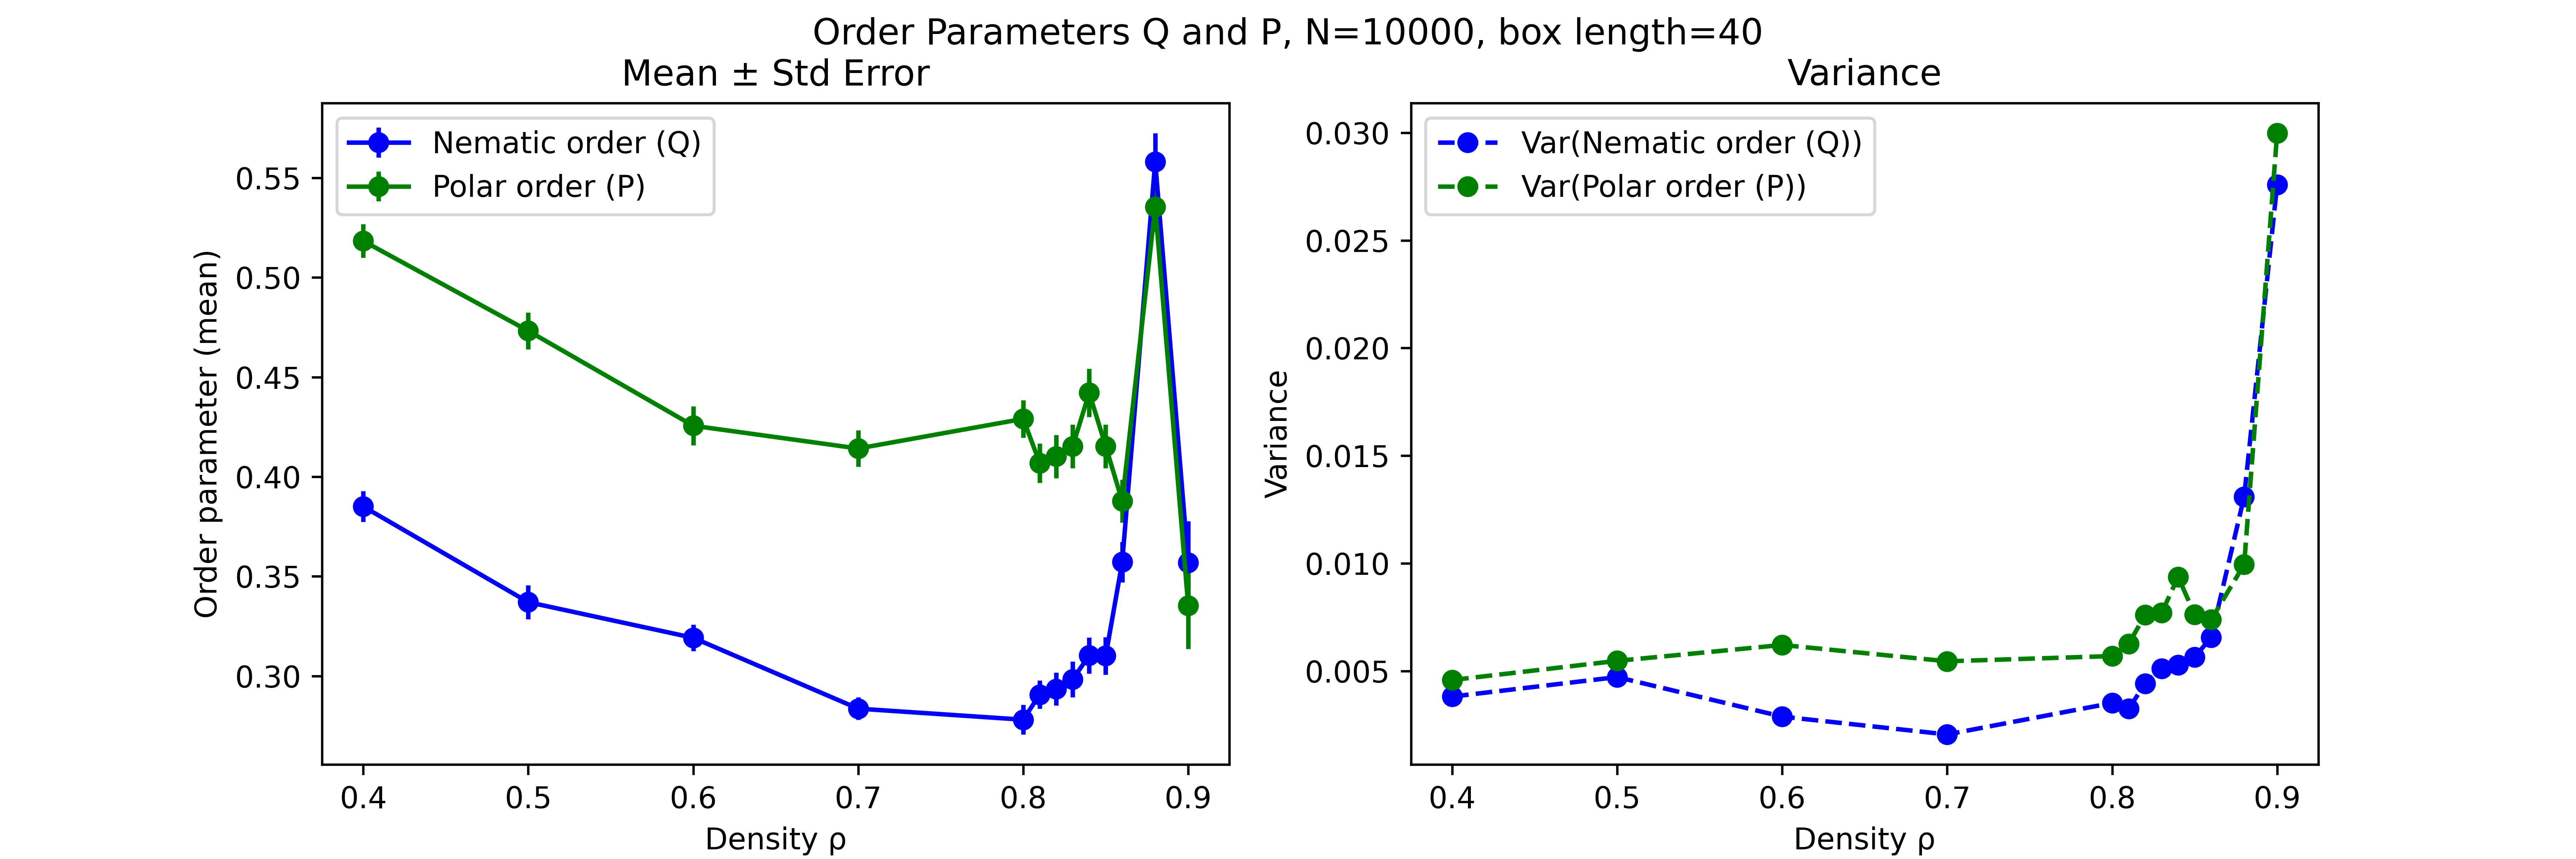 Order Parameters Q and P, N=10000, box length=40
Mean ± Std Error
Nematic order (Q)
Polar order (P)
Order parameter (mean)
0.55
0.50
0.45
0.40
0.35
0.30
0.4 0.5 0.6 0.7 0.8 0.9
Density ρ
Variance
Var(Nematic order (Q))
Var(Polar order (P))
Variance
0.030
0.025
0.020
0.015
0.010
0.005
0.4 0.5 0.6 0.7 0.8 0.9
Density ρ